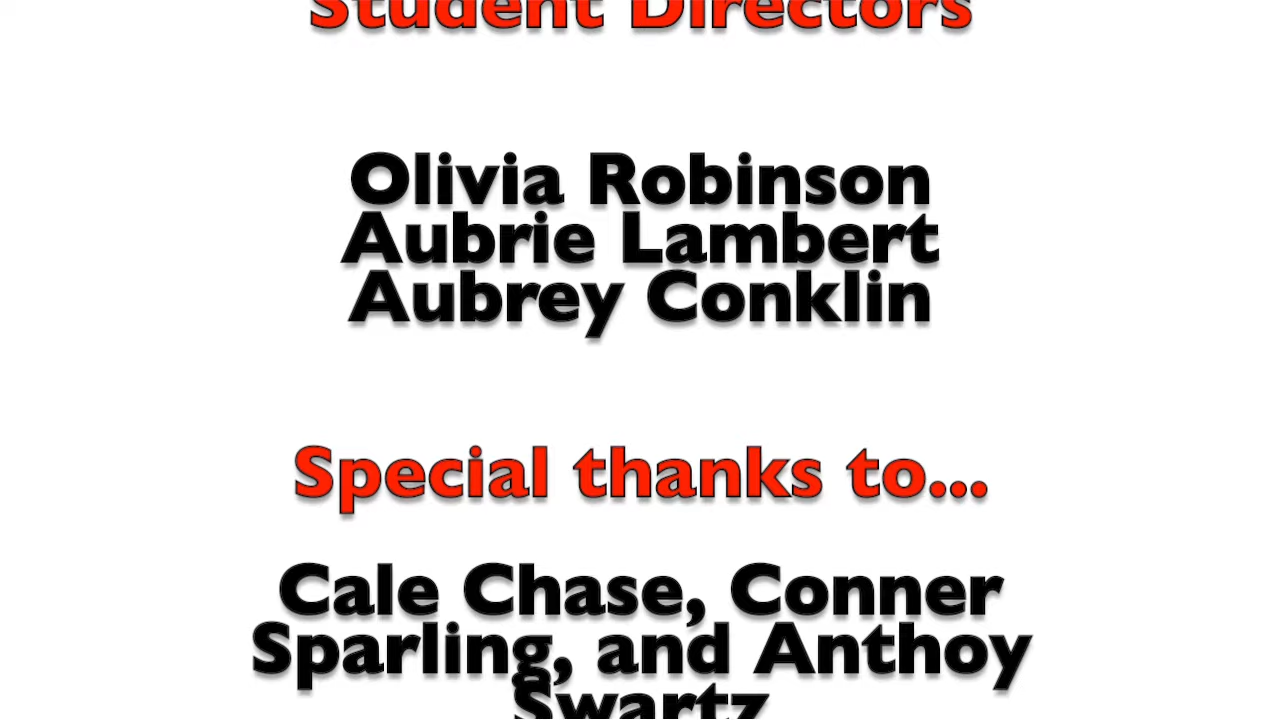 Student Directors
Olivia Robinson
Aubrie Lambert
Aubrey Conklin
Special thanks to...
Cale Chase, Conner
Sparling, and Anthoy
Swartz